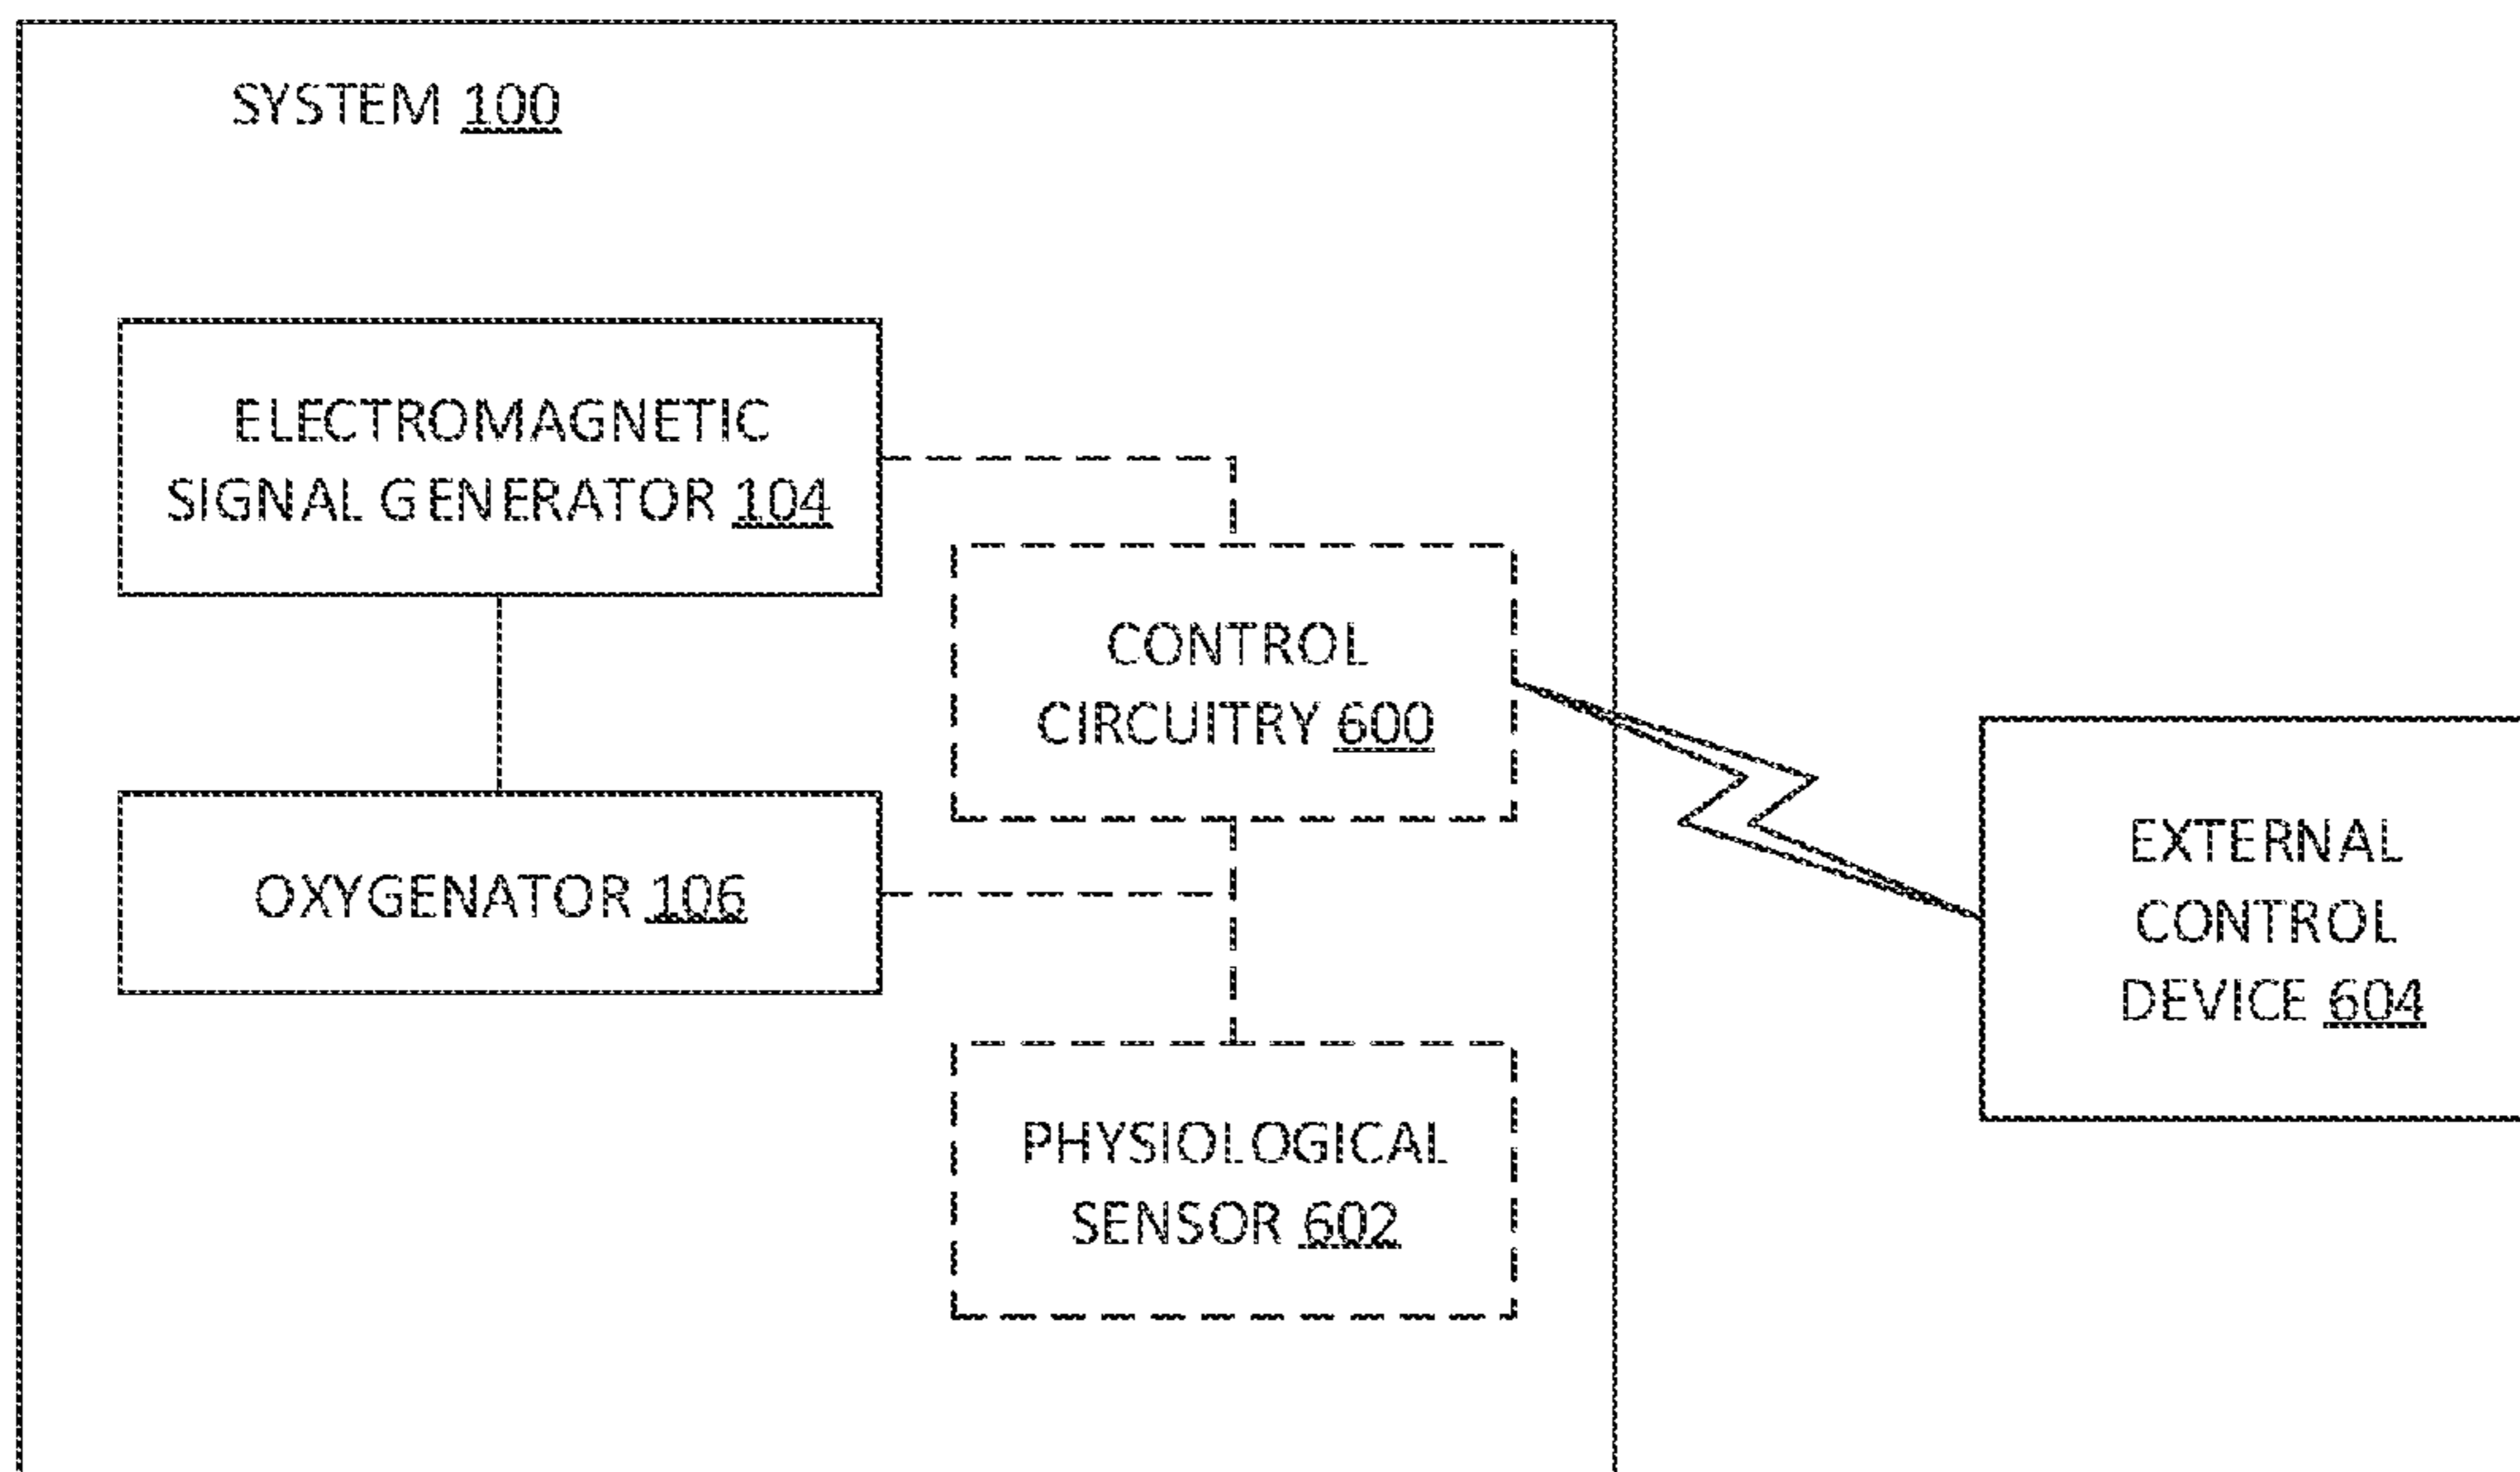 SYSTEM 100
ELECTROMAGNETIC
SIGNAL GENERATOR 104
CONTROL
CIRCUITRY 600
OXYGENATOR 106
EXTERNAL
CONTROL
DEVICE 604
PHYSIOLOGICAL
SENSOR 602